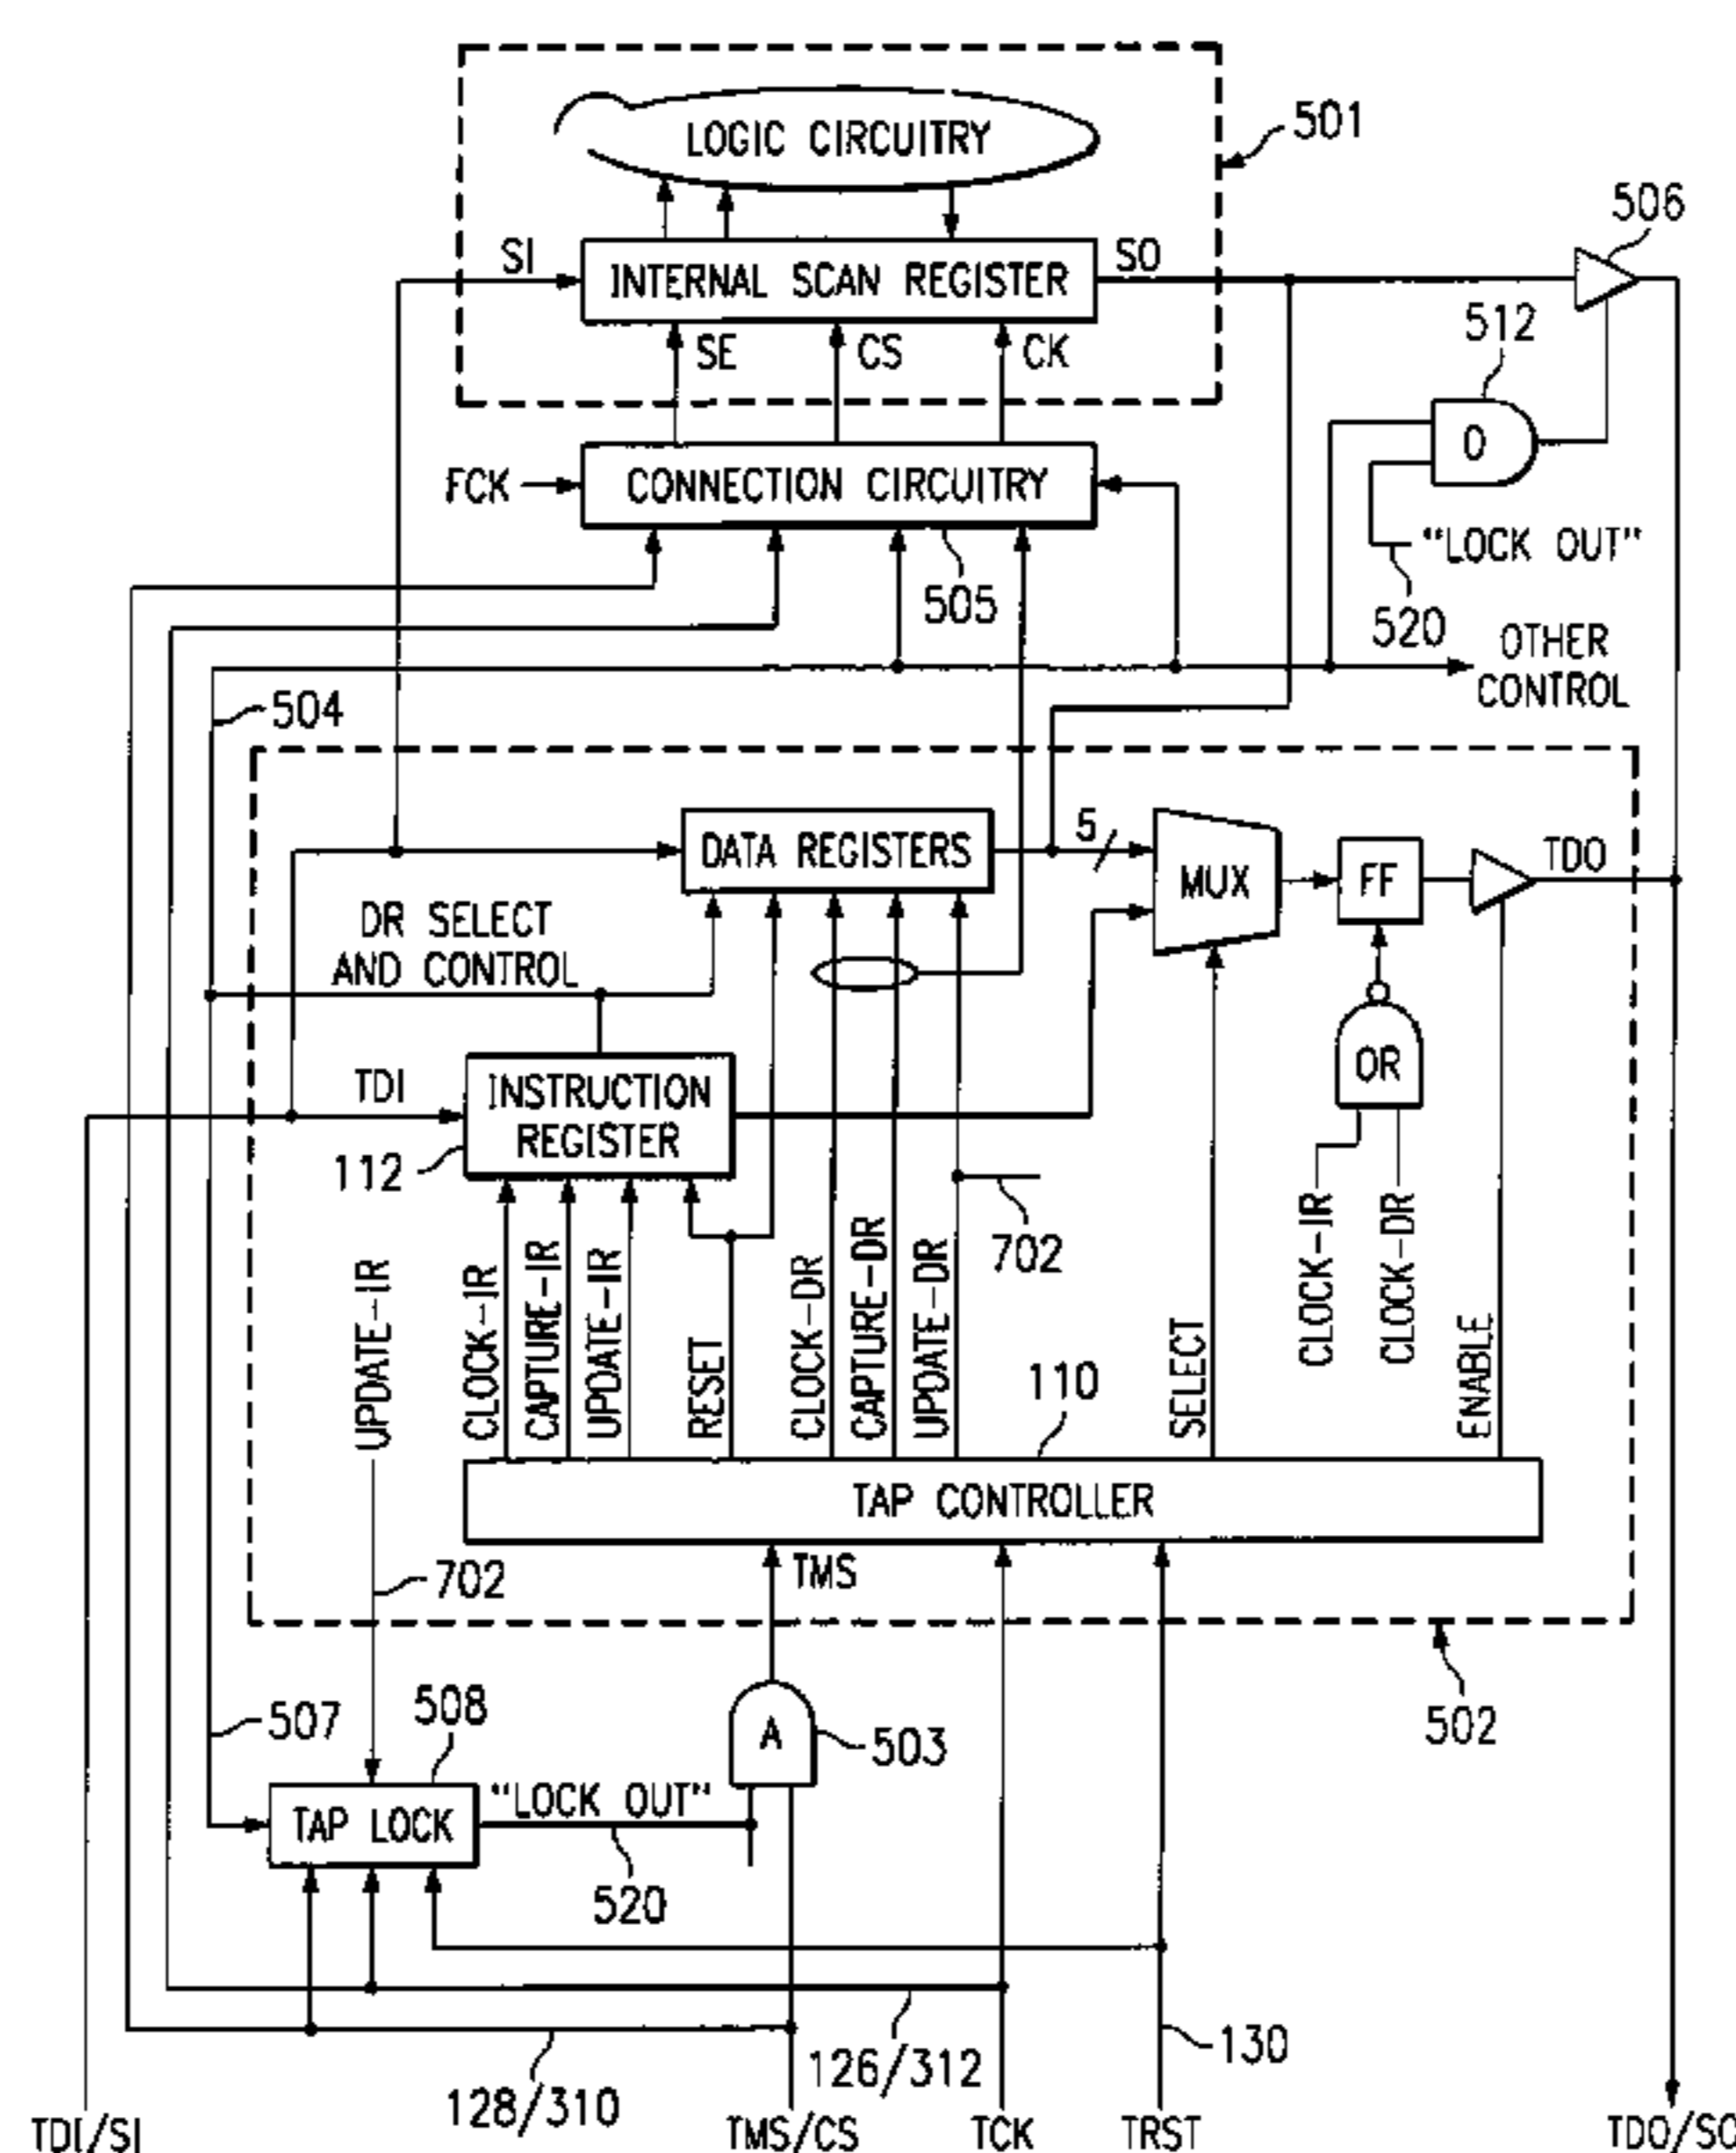 LOGIC CIRCUITRY
501
506
SI
INTERNAL SCAN REGISTER
SO
512
SE
CS
CK
O
FCK
CONNECTION CIRCUITRY
"LOCK OUT"
505
520
OTHER
CONTROL
504
DATA REGISTERS
5
MUX
FF
TDO
DR SELECT
AND CONTROL
OR
TDI
INSTRUCTION
REGISTER
112
702
UPDATE-IR
CLOCK-IR
CAPTURE-IR
UPDATE-IR
RESET
CLOCK-DR
CAPTURE-DR
UPDATE-DR
SELECT
CLOCK-IR
CLOCK-DR
ENABLE
110
TAP CONTROLLER
702
TMS
507
508
A
503
502
TAP LOCK
"LOCK OUT"
520
130
126/312
128/310
TDI/SI
TMS/CS
TCK
TRST
TDO/SO